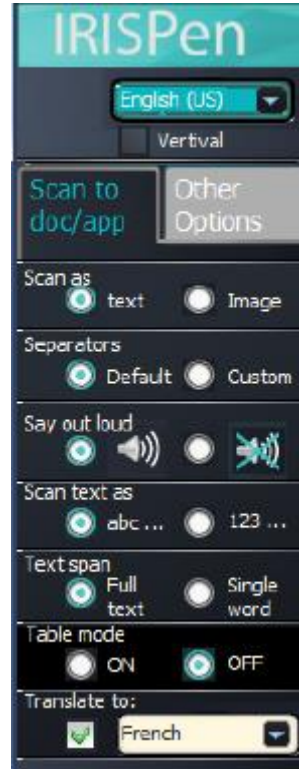 IRISPen
English (US)
Vertival
Scan to Other
doc/app Options
Scan as
text Image
Separators
Default Custom
Say out loud
Scan text as
abc ... 123 ...
Text span
Full Single
text word
Table mode
ON OFF
Translate to:
French